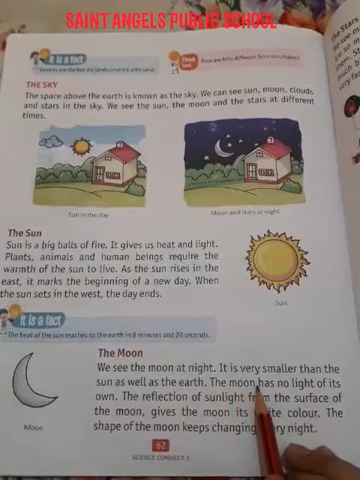 SAINT ANGELS PUBLIC SCHOOL
It is a fact
Deserts are the hot dry lands covered with sand.
Think
How are hills different from mountains?
THE SKY
The space above the earth is known as the sky. We can see sun, moon, clouds
and stars in the sky. We see the sun, the moon and the stars at different
times.
Sun in the day
Moon and stars at night
The Sun
Sun is a big balls of fire. It gives us heat and light.
Plants, animals and human beings require the
warmth of the sun to live. As the sun rises in the
east, it marks the beginning of a new day. When
the sun sets in the west, the day ends.
Sun
It is a fact
The heat of the sun reaches to the earth in 8 minutes and 20 seconds.
The Moon
We see the moon at night. It is very smaller than the
sun as well as the earth. The moon has no light of its
own. The reflection of sunlight from the surface of
the moon, gives the moon its colour. The
shape of the moon keeps changing night.
Moon
62
SCIENCE CONNECT-1
The Stars